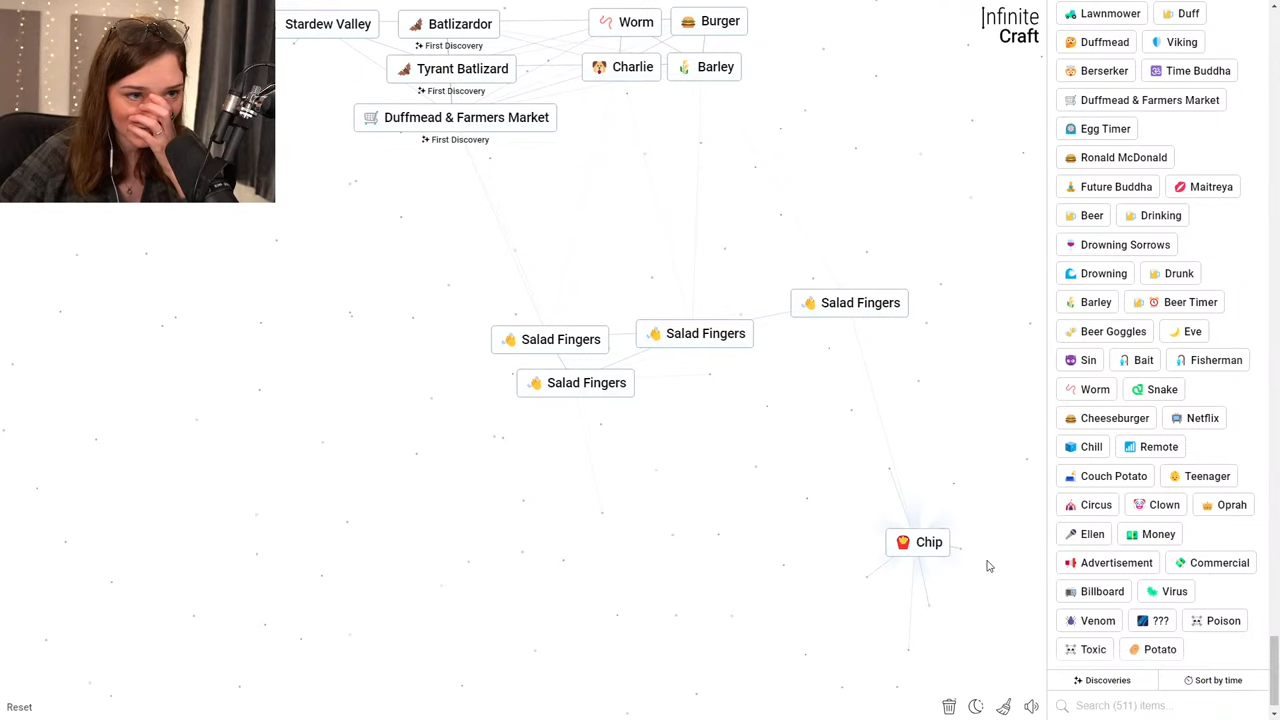 Stardew Valley
Batlizardor
Worm
Burger
First Discovery
Tyrant Batlizard
Charlie
Barley
First Discovery
Duffmead & Farmers Market
First Discovery
Infinite
Craft
Salad Fingers
Salad Fingers
Salad Fingers
Salad Fingers
Chip
Lawnmower
Duff
Duffmead
Viking
Berserker
Time Buddha
Duffmead & Farmers Market
Egg Timer
Ronald McDonald
Future Buddha
Maitreya
Beer
Drinking
Drowning Sorrows
Drowning
Drunk
Barley
Beer Timer
Beer Goggles
Eve
Sin
Bait
Fisherman
Worm
Snake
Cheeseburger
Netflix
Chill
Remote
Couch Potato
Teenager
Circus
Clown
Oprah
Ellen
Money
Advertisement
Commercial
Billboard
Virus
Venom
???
Poison
Toxic
Potato
Discoveries
Sort by time
Search (511) items...
Reset